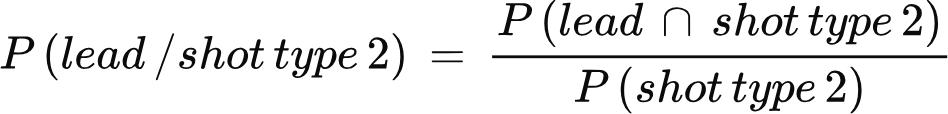 P (lead / shot type 2) = P (lead ∩ shot type 2) / P (shot type 2)